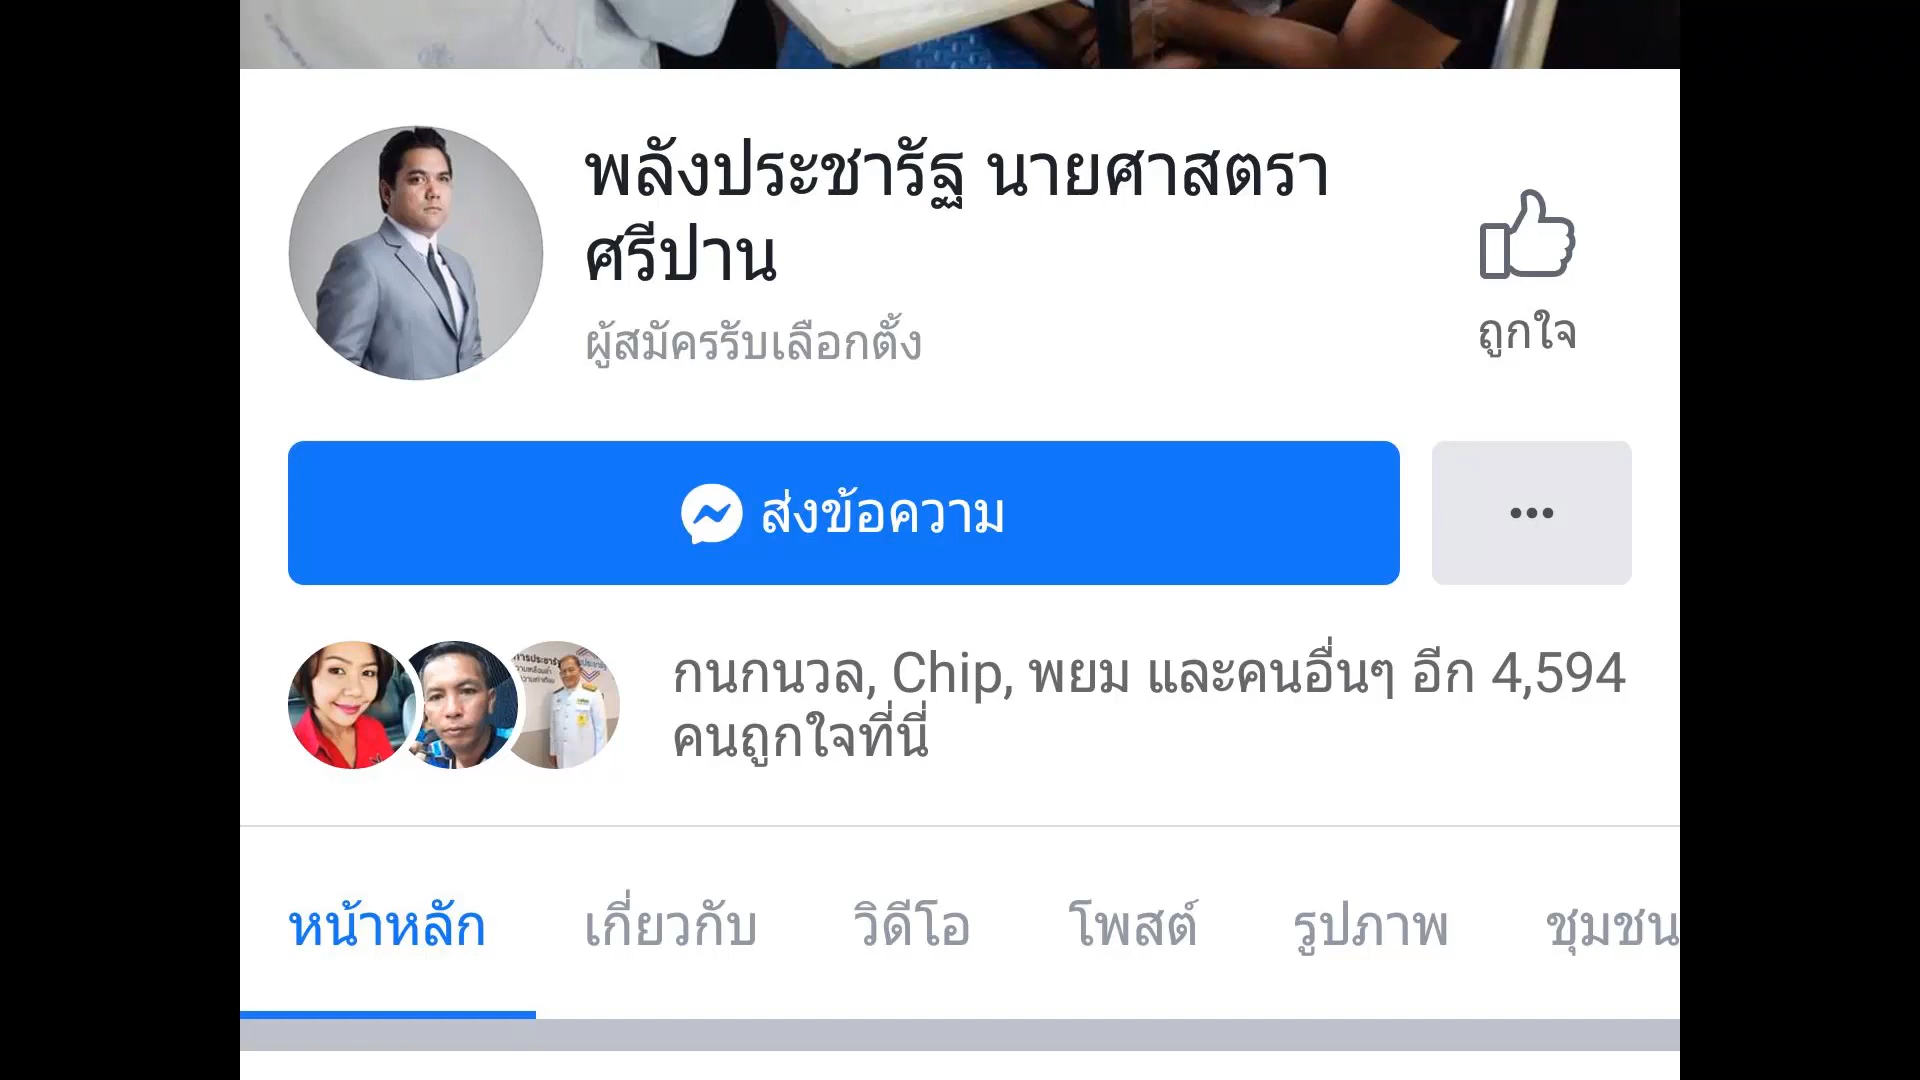 พลังประชารัฐ นายศาสตรา
ศรีปาน
ผู้สมัครรับเลือกตั้ง
ถูกใจ
ส่งข้อความ
กนกนวล, Chip, พยม และคนอื่นๆ อีก 4,594
คนถูกใจที่นี่
หน้าหลัก
เกี่ยวกับ
วิดีโอ
โพสต์
รูปภาพ
ชุมชน